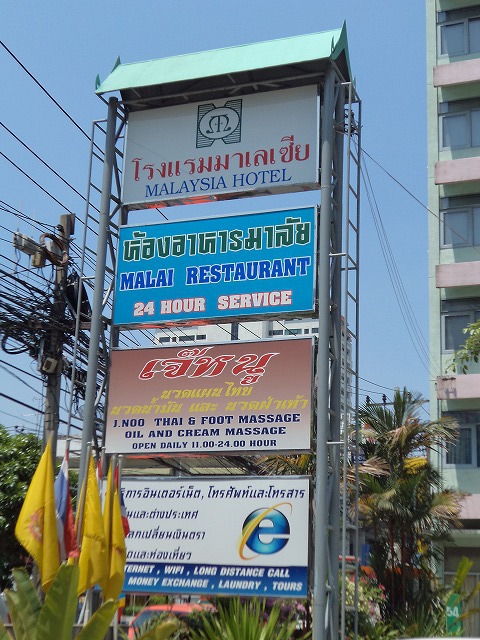 โรงแรมมาเลเซีย
MALAYSIA HOTEL
ห้องอาหารมาลัย
MALAI RESTAURANT
24 HOUR SERVICE
เจ๊หนู
นวดแผนไทย
นวดน้ำมัน และ นวดฝ่าเท้า
J.NOO THAI & FOOT MASSAGE
OIL AND CREAM MASSAGE
OPEN DAILY 11.00-24.00 HOUR
ริการอินเตอร์เน็ต, โทรศัพท์และโทรสาร
นและต่างประเทศ
ลกเปลี่ยนเงินตรา
ดและท่องเที่ยว
TERNET , WIFI , LONG DISTANCE CALL
MONEY EXCHANGE , LAUNDRY , TOURS